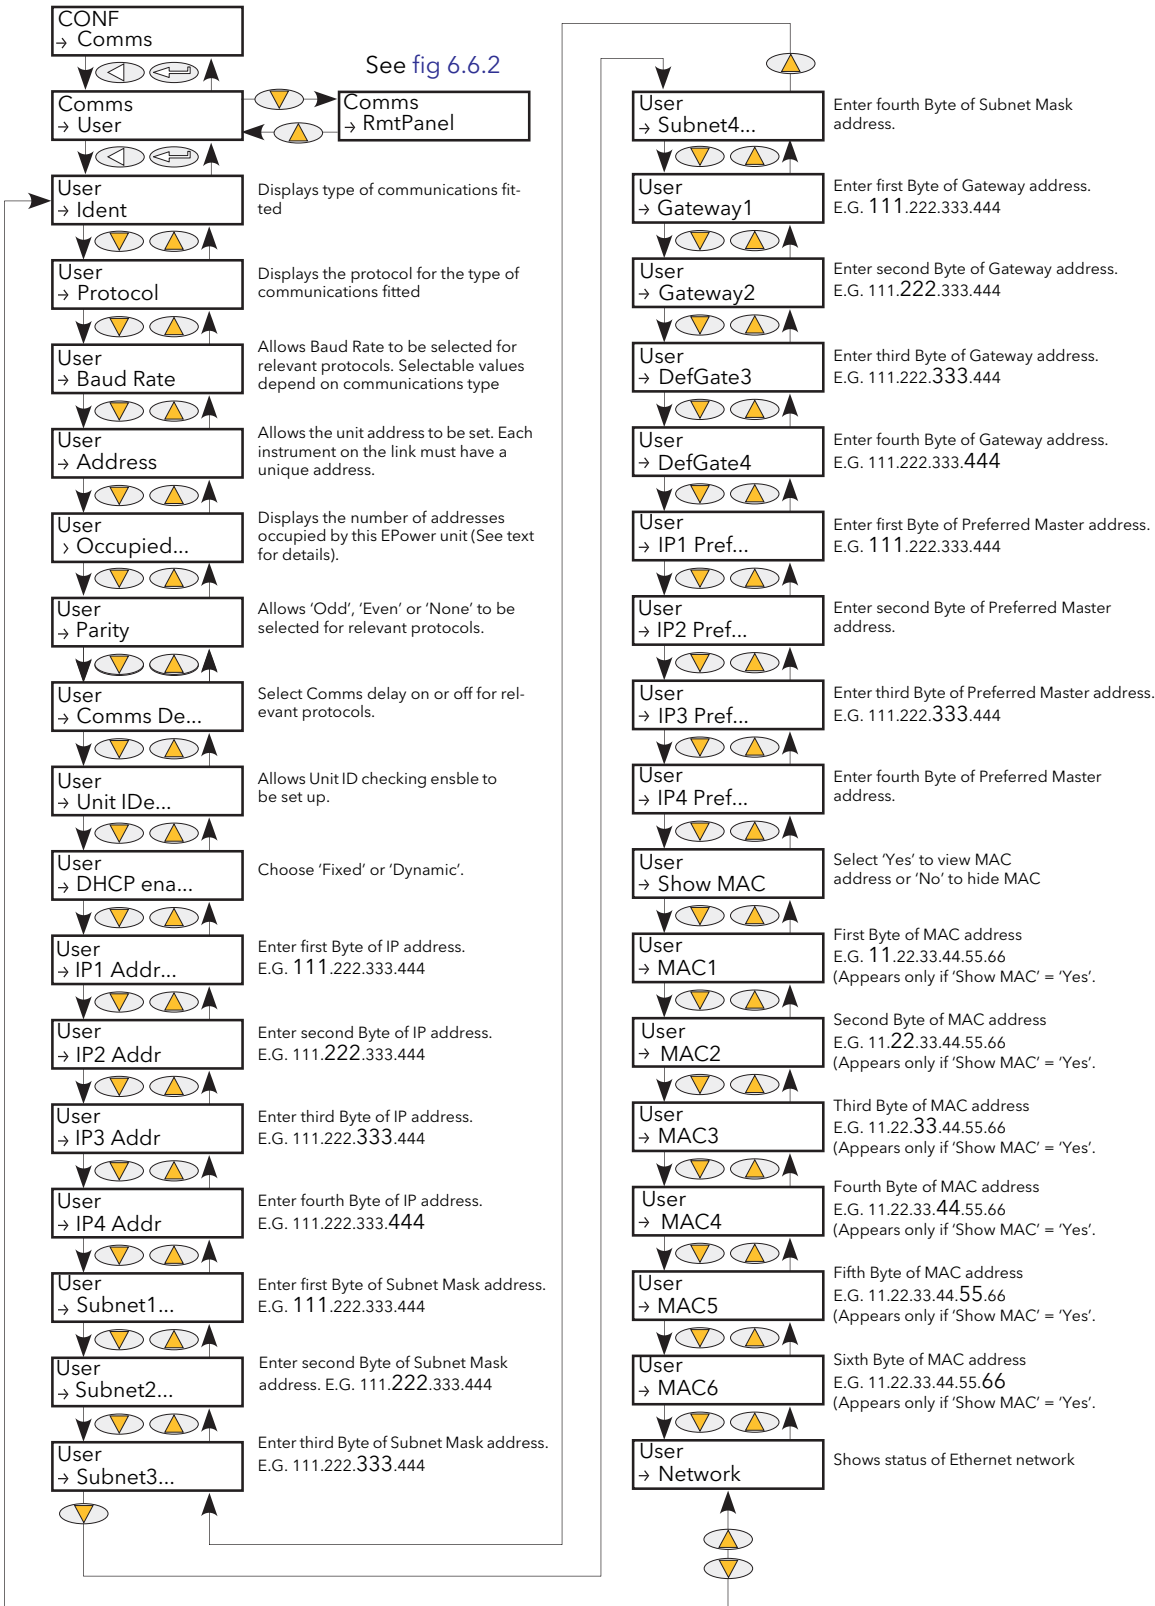 CONF
→ Comms
See fig 6.6.2
Comms
→ User
Comms
→ RmtPanel
User
→ Ident
Displays type of communications fit-
ted
User
→ Protocol
Displays the protocol for the type of
communications fitted
User
→ Baud Rate
Allows Baud Rate to be selected for
relevant protocols. Selectable values
depend on communications type
User
→ Address
Allows the unit address to be set. Each
instrument on the link must have a
unique address.
User
› Occupied...
Displays the number of addresses
occupied by this EPower unit (See text
for details).
User
→ Parity
Allows ‘Odd’, ‘Even’ or ‘None’ to be
selected for relevant protocols.
User
→ Comms De...
Select Comms delay on or off for rel-
evant protocols.
User
→ Unit IDe...
Allows Unit ID checking ensble to
be set up.
User
→ DHCP ena...
Choose ‘Fixed’ or ‘Dynamic’.
User
→ IP1 Addr...
Enter first Byte of IP address.
E.G. 111.222.333.444
User
→ IP2 Addr
Enter second Byte of IP address.
E.G. 111.222.333.444
User
→ IP3 Addr
Enter third Byte of IP address.
E.G. 111.222.333.444
User
→ IP4 Addr
Enter fourth Byte of IP address.
E.G. 111.222.333.444
User
→ Subnet1...
Enter first Byte of Subnet Mask address.
E.G. 111.222.333.444
User
→ Subnet2...
Enter second Byte of Subnet Mask
address. E.G. 111.222.333.444
User
→ Subnet3...
Enter third Byte of Subnet Mask address.
E.G. 111.222.333.444
User
→ Subnet4...
Enter fourth Byte of Subnet Mask
address.
User
→ Gateway1
Enter first Byte of Gateway address.
E.G. 111.222.333.444
User
→ Gateway2
Enter second Byte of Gateway address.
E.G. 111.222.333.444
User
→ DefGate3
Enter third Byte of Gateway address.
E.G. 111.222.333.444
User
→ DefGate4
Enter fourth Byte of Gateway address.
E.G. 111.222.333.444
User
→ IP1 Pref...
Enter first Byte of Preferred Master address.
E.G. 111.222.333.444
User
→ IP2 Pref...
Enter second Byte of Preferred Master
address.
User
→ IP3 Pref...
Enter third Byte of Preferred Master address.
E.G. 111.222.333.444
User
→ IP4 Pref...
Enter fourth Byte of Preferred Master
address.
User
→ Show MAC
Select ‘Yes’ to view MAC
address or ‘No’ to hide MAC
User
→ MAC1
First Byte of MAC address
E.G. 11.22.33.44.55.66
(Appears only if ‘Show MAC’ = ‘Yes’.
User
→ MAC2
Second Byte of MAC address
E.G. 11.22.33.44.55.66
(Appears only if ‘Show MAC’ = ‘Yes’.
User
→ MAC3
Third Byte of MAC address
E.G. 11.22.33.44.55.66
(Appears only if ‘Show MAC’ = ‘Yes’.
User
→ MAC4
Fourth Byte of MAC address
E.G. 11.22.33.44.55.66
(Appears only if ‘Show MAC’ = ‘Yes’.
User
→ MAC5
Fifth Byte of MAC address
E.G. 11.22.33.44.55.66
(Appears only if ‘Show MAC’ = ‘Yes’.
User
→ MAC6
Sixth Byte of MAC address
E.G. 11.22.33.44.55.66
(Appears only if ‘Show MAC’ = ‘Yes’.
User
→ Network
Shows status of Ethernet network